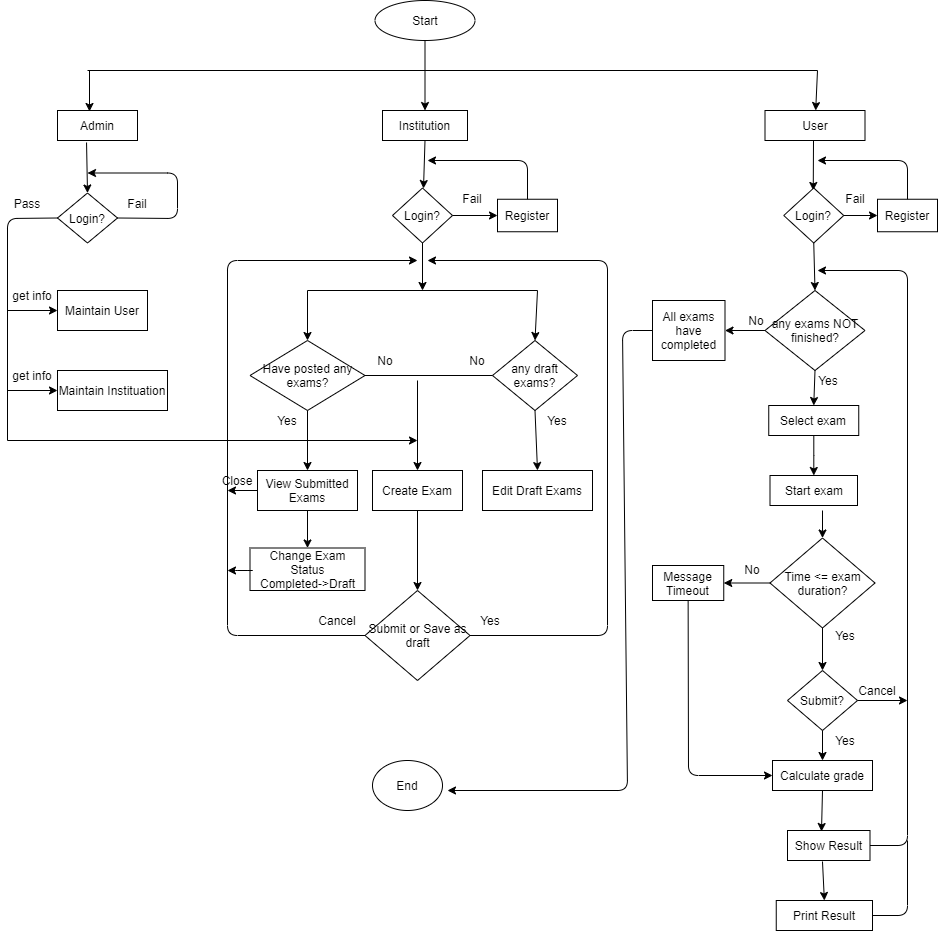 Start
Admin
Institution
User
Pass
Login?
Fail
Login?
Fail
Register
Login?
Fail
Register
get info
Maintain User
All exams
have
completed
No
any exams NOT
finished?
Yes
get info
Maintain Instituation
Have posted any
exams?
No
No
any draft
exams?
Yes
Yes
Select exam
Close
View Submitted
Exams
Create Exam
Edit Draft Exams
Start exam
Change Exam
Status
Completed->Draft
Message
Timeout
No
Time <= exam
duration?
Cancel
Submit or Save as
draft
Yes
Yes
Submit?
Cancel
Yes
End
Calculate grade
Show Result
Print Result